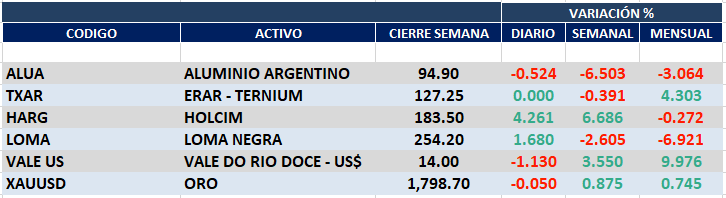 VARIACIÓN %
CODIGO ACTIVO CIERRE SEMANA DIARIO SEMANAL MENSUAL
ALUA ALUMINIO ARGENTINO 94.90 -0.524 -6.503 -3.064
TXAR ERAR - TERNIUM 127.25 0.000 -0.391 4.303
HARG HOLCIM 183.50 4.261 6.686 -0.272
LOMA LOMA NEGRA 254.20 1.680 -2.605 -6.921
VALE US VALE DO RIO DOCE - US$ 14.00 -1.130 3.550 9.976
XAUUSD ORO 1,798.70 -0.050 0.875 0.745